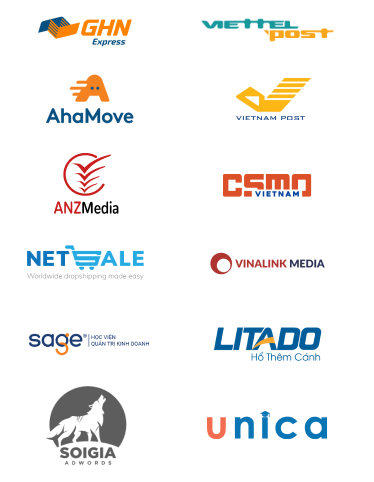 GHN
Express
VIETTEL
post
AhaMove
VIETNAM POST
ANZMedia
CSMO
VIETNAM
NETSALE
Worldwide dropshipping made easy
VINALINK MEDIA
sage®
HỌC VIỆN
QUẢN TRỊ KINH DOANH
LITADO
Hổ Thêm Cánh
SOIGIA
ADWORDS
unica